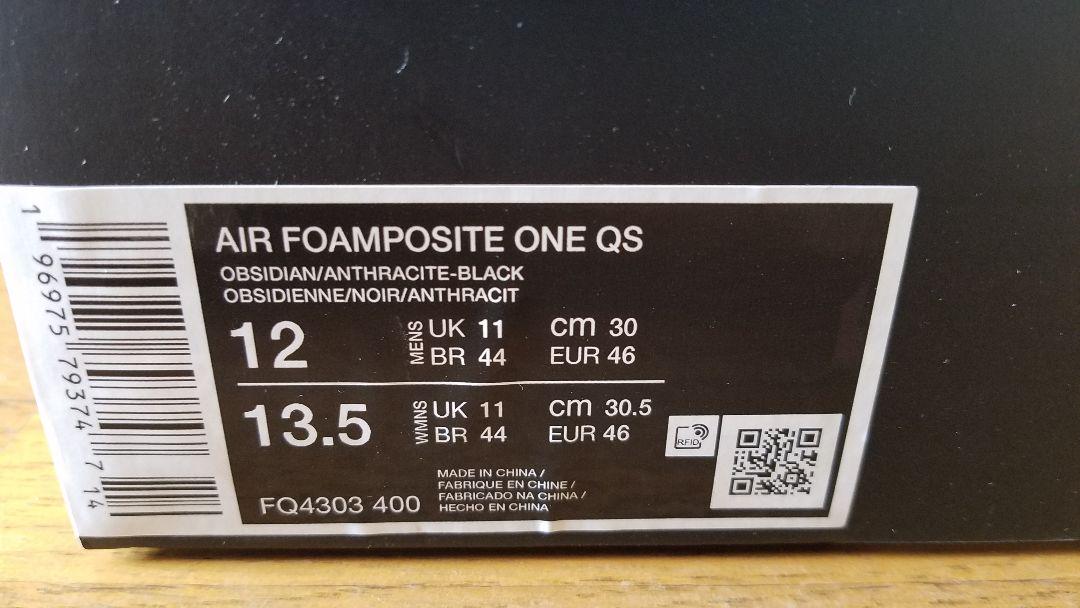 AIR FOAMPOSITE ONE QS
OBSIDIAN/ANTHRACITE-BLACK
OBSIDIENNE/NOIR/ANTHRACIT
12 MENS UK 11 cm 30
BR 44 EUR 46
13.5 WMNS UK 11 cm 30.5
BR 44 EUR 46
RFID
MADE IN CHINA /
FABRIQUE EN CHINE /
FABRICADO NA CHINA /
HECHO EN CHINA
FQ4303 400
1 96975 79374 7 14